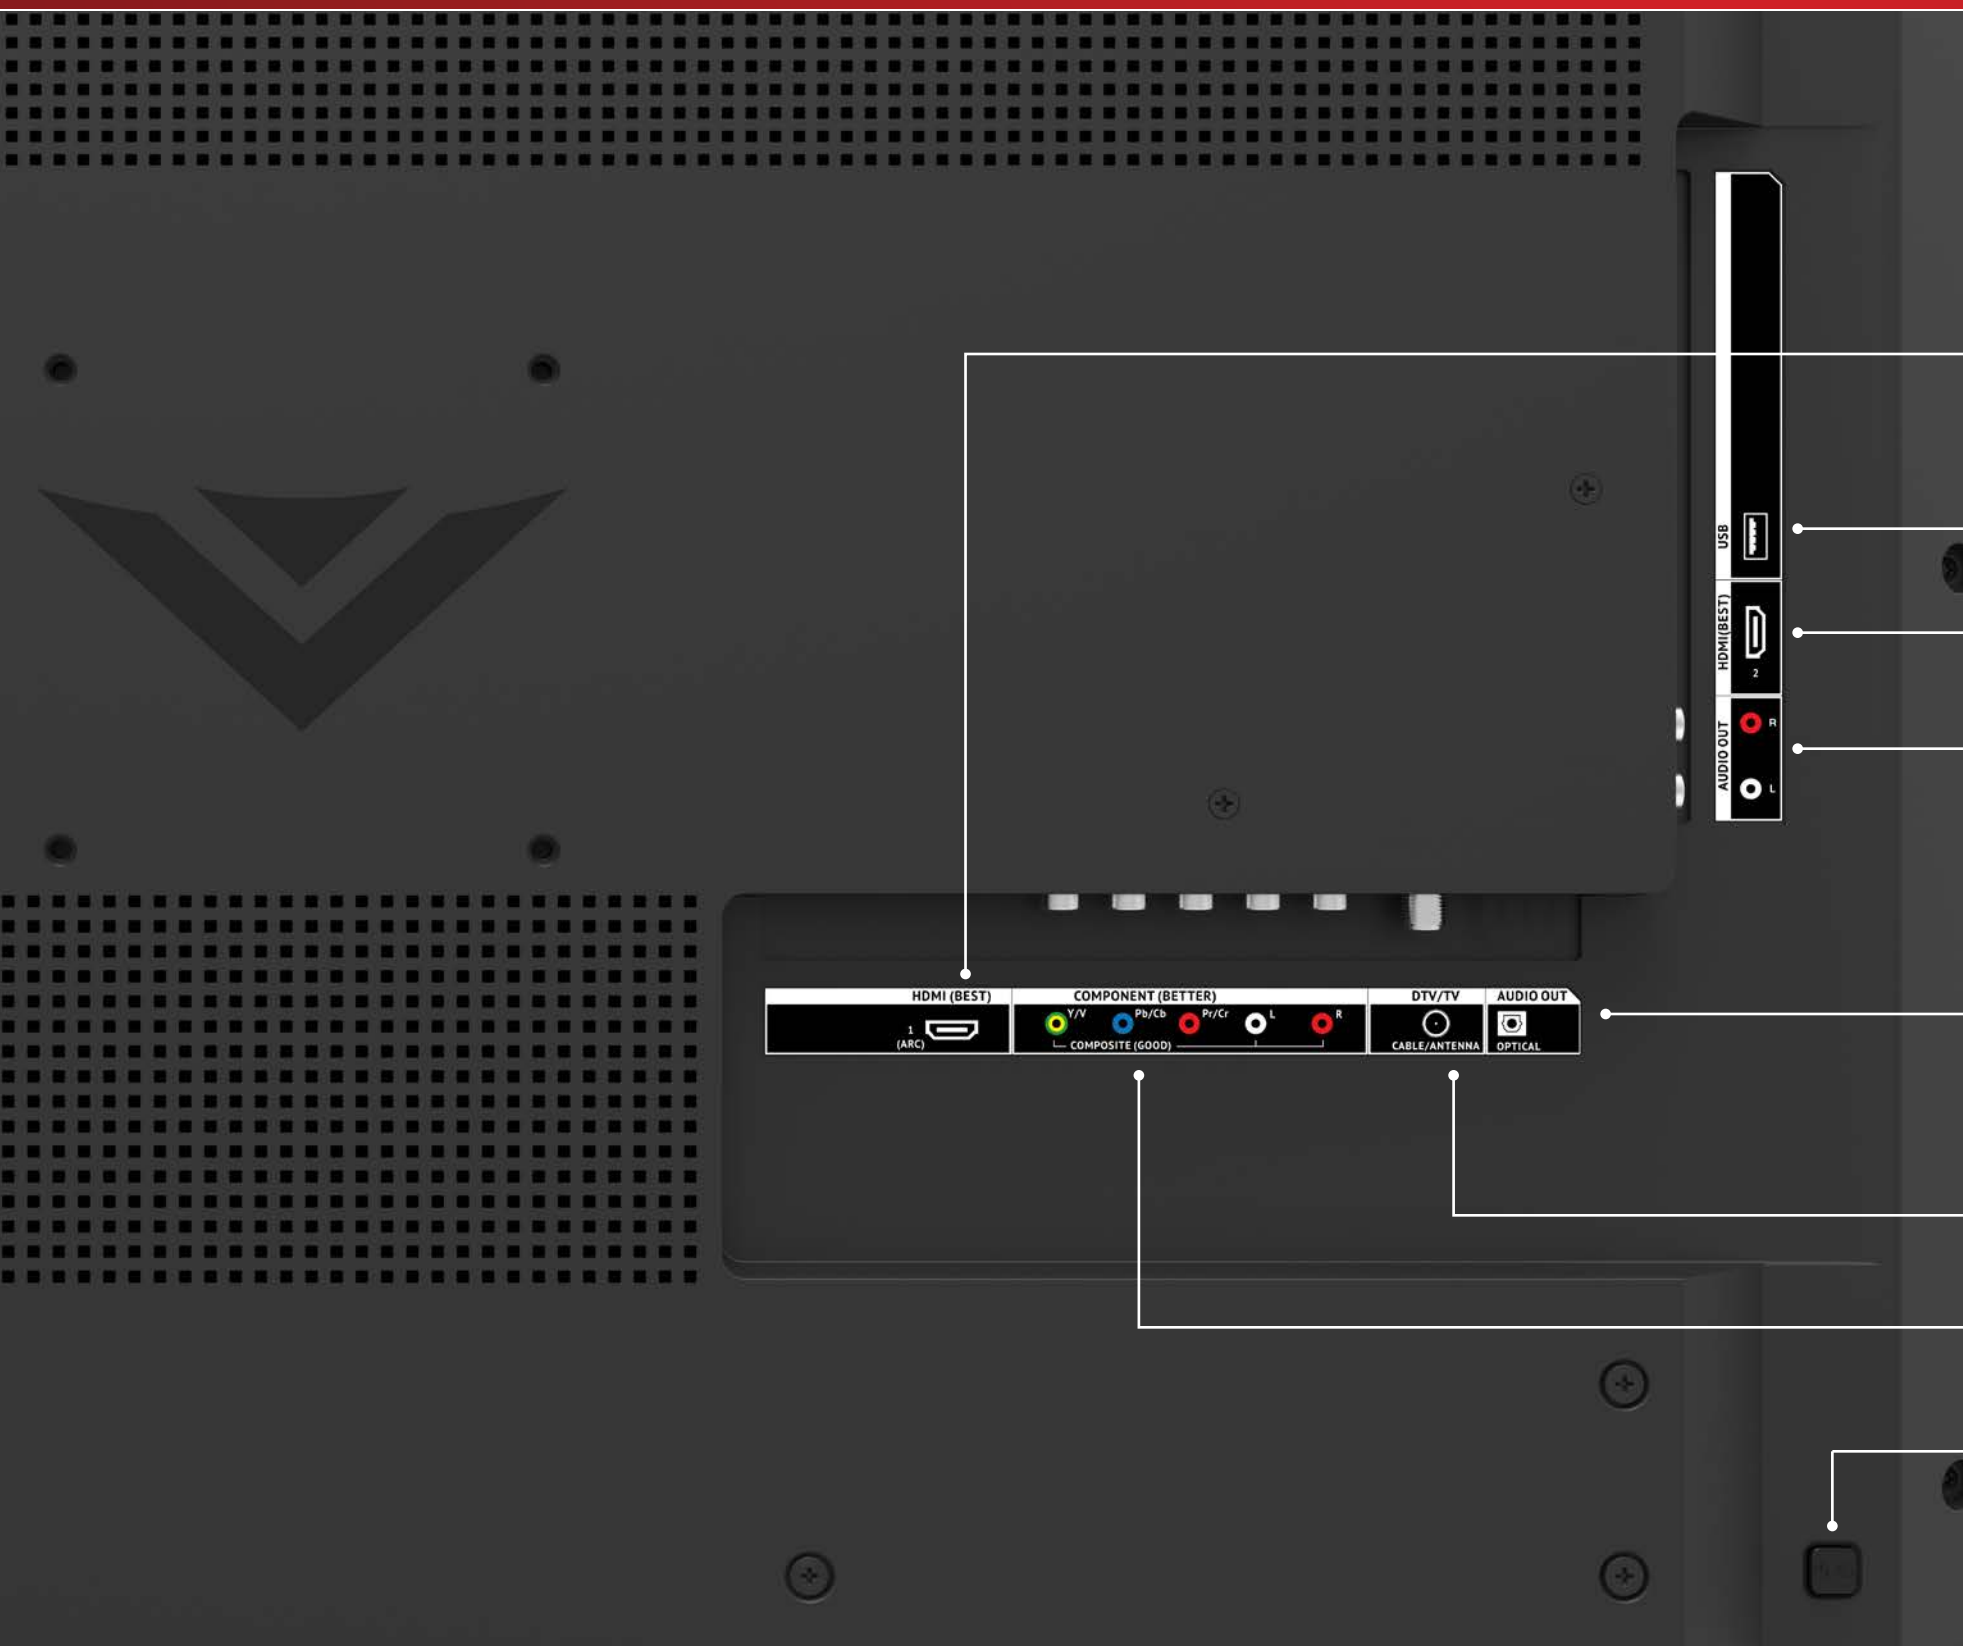 USB
HDMI(BEST)
2
AUDIO OUT
R
L
HDMI (BEST)
1
(ARC)
COMPONENT (BETTER)
Y/V Pb/Cb Pr/Cr L R
COMPOSITE (GOOD)
DTV/TV
CABLE/ANTENNA
AUDIO OUT
OPTICAL